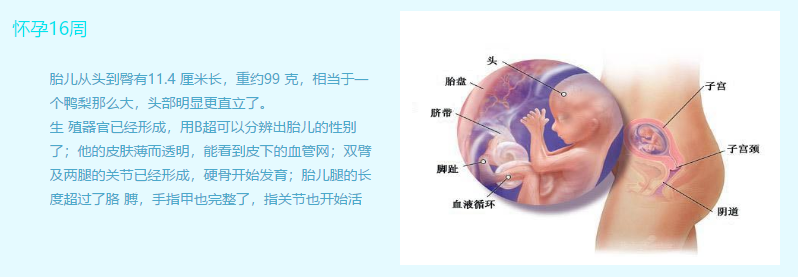 怀孕16周
胎儿从头到臀有11.4 厘米长，重约99 克，相当于一
个鸭梨那么大，头部明显更直立了。
生 殖器官已经形成，用B超可以分辨出胎儿的性别
了；他的皮肤薄而透明，能看到皮下的血管网；双臂
及两腿的关节已经形成，硬骨开始发育；胎儿腿的长
度超过了胳 膊，手指甲也完整了，指关节也开始活
头
胎盘
脐带
脚趾
血液循环
子宫
子宫颈
阴道